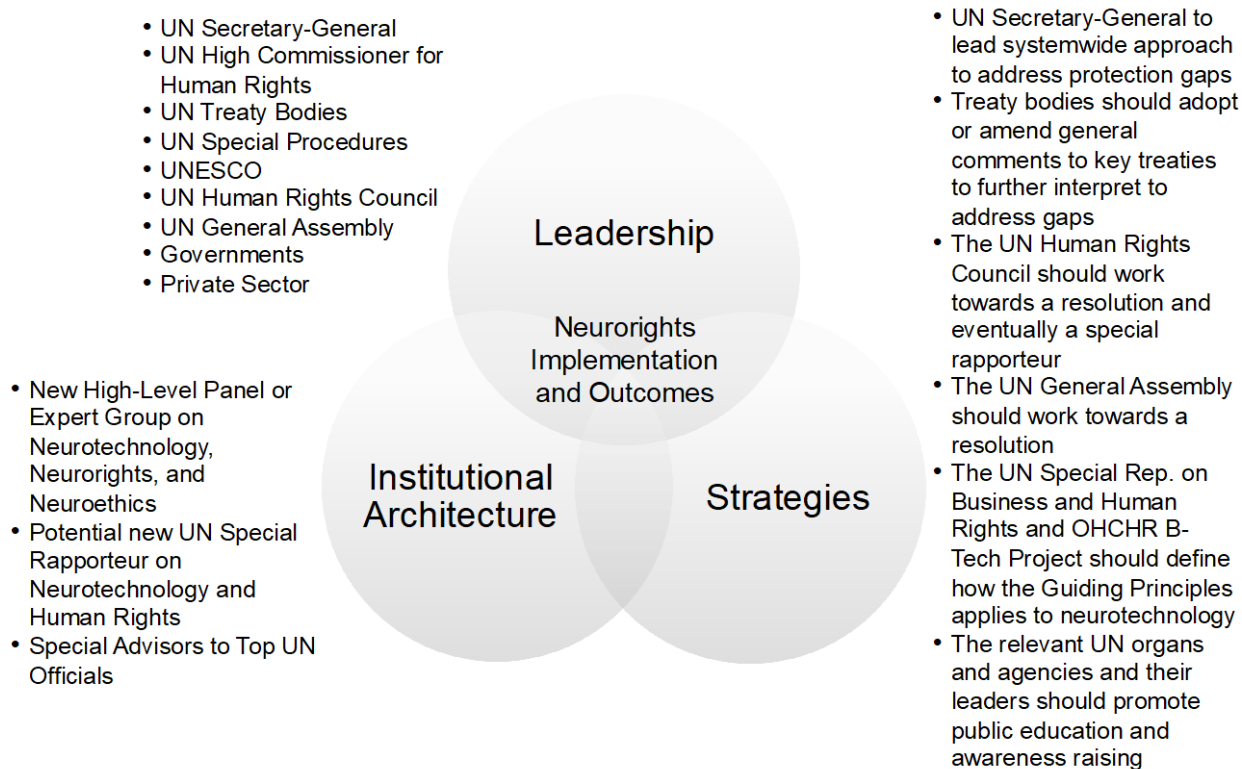 • UN Secretary-General
• UN High Commissioner for
Human Rights
• UN Treaty Bodies
• UN Special Procedures
• UNESCO
• UN Human Rights Council
• UN General Assembly
• Governments
• Private Sector
Leadership
Neurorights
Implementation
and Outcomes
• New High-Level Panel or
Expert Group on
Neurotechnology,
Neurorights, and
Neuroethics
• Potential new UN Special
Rapporteur on
Neurotechnology and
Human Rights
• Special Advisors to Top UN
Officials
Institutional
Architecture
Strategies
• UN Secretary-General to
lead systemwide approach
to address protection gaps
• Treaty bodies should adopt
or amend general
comments to key treaties
to further interpret to
address gaps
• The UN Human Rights
Council should work
towards a resolution and
eventually a special
rapporteur
• The UN General Assembly
should work towards a
resolution
• The UN Special Rep. on
Business and Human
Rights and OHCHR B-
Tech Project should define
how the Guiding Principles
applies to neurotechnology
• The relevant UN organs
and agencies and their
leaders should promote
public education and
awareness raising